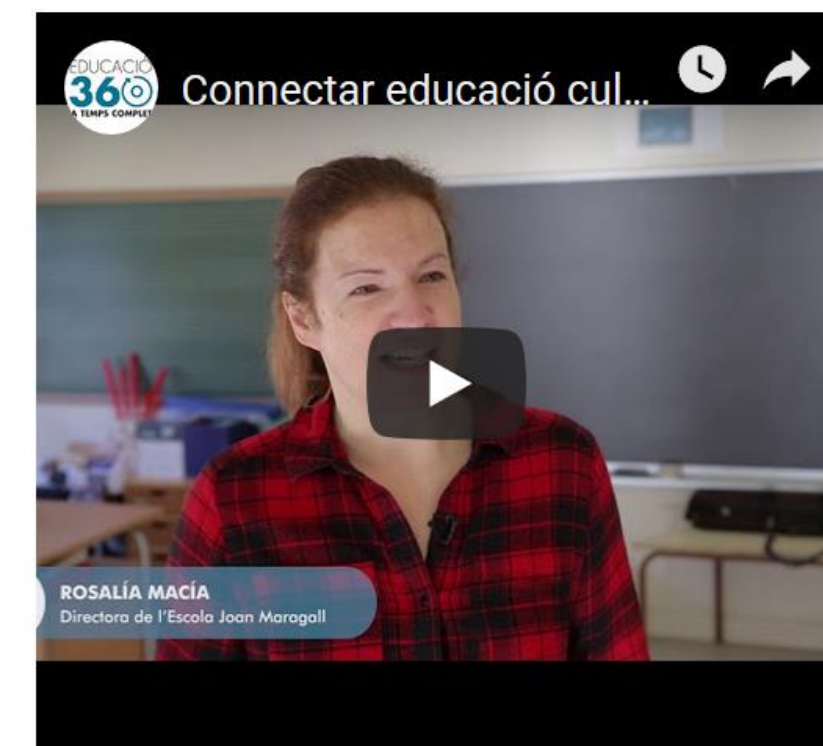 EDUCACIÓ
360
A TEMPS COMPLET
Connectar educació cul...
ROSALÍA MACÍA
Directora de l'Escola Joan Maragall